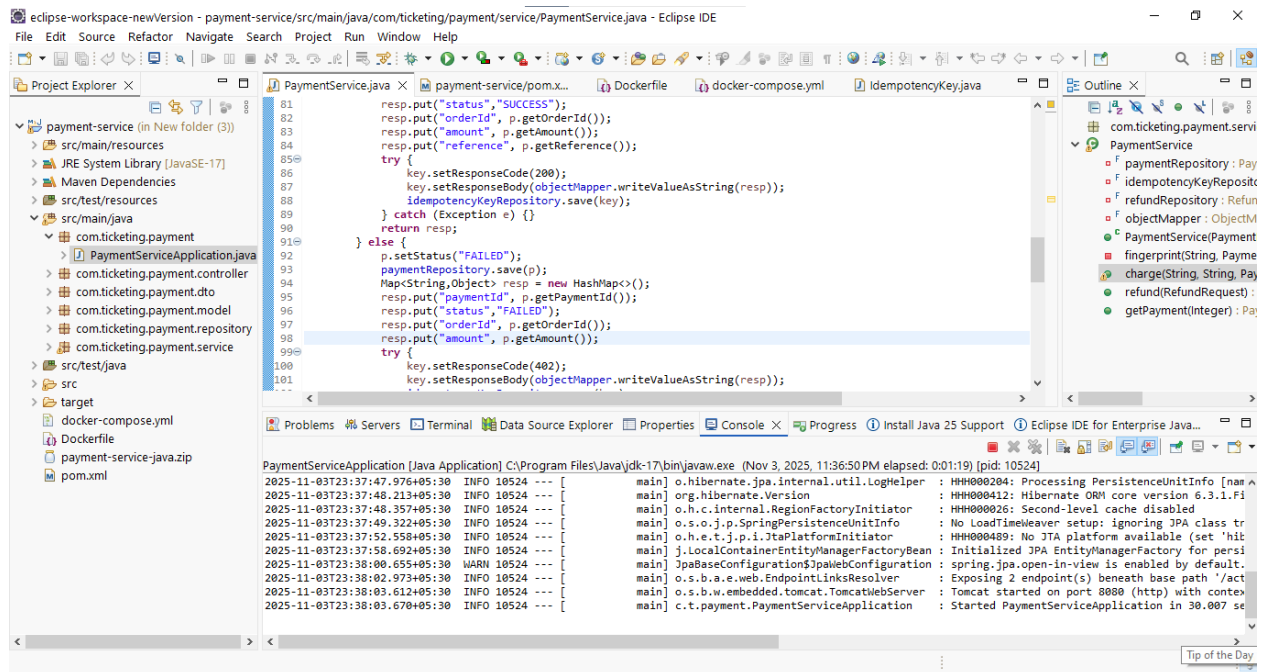 eclipse-workspace-newVersion - payment-service/src/main/java/com/ticketing/payment/service/PaymentService.java - Eclipse IDE
File Edit Source Refactor Navigate Search Project Run Window Help
Project Explorer
payment-service (in New folder (3))
src/main/resources
JRE System Library [JavaSE-17]
Maven Dependencies
src/test/resources
src/main/java
com.ticketing.payment
PaymentServiceApplication.java
com.ticketing.payment.controller
com.ticketing.payment.dto
com.ticketing.payment.model
com.ticketing.payment.repository
com.ticketing.payment.service
src/test/java
src
target
docker-compose.yml
Dockerfile
payment-service-java.zip
pom.xml
PaymentService.java payment-service/pom.x... Dockerfile docker-compose.yml IdempotencyKey.java
81 resp.put("status","SUCCESS");
82 resp.put("orderId", p.getOrderId());
83 resp.put("amount", p.getAmount());
84 resp.put("reference", p.getReference());
85 try {
86 key.setResponseCode(200);
87 key.setResponseBody(objectMapper.writeValueAsString(resp));
88 idempotencyKeyRepository.save(key);
89 } catch (Exception e) {}
90 return resp;
91 } else {
92 p.setStatus("FAILED");
93 paymentRepository.save(p);
94 Map<String,Object> resp = new HashMap<>();
95 resp.put("paymentId", p.getPaymentId());
96 resp.put("status","FAILED");
97 resp.put("orderId", p.getOrderId());
98 resp.put("amount", p.getAmount());
99 try {
100 key.setResponseCode(402);
101 key.setResponseBody(objectMapper.writeValueAsString(resp));
Outline
com.ticketing.payment.servi
PaymentService
paymentRepository : Pay
idempotencyKeyReposito
refundRepository : Refun
objectMapper : ObjectM
PaymentService(Payment
fingerprint(String, Payme
charge(String, String, Pay
refund(RefundRequest) :
getPayment(Integer) : Pay
Problems Servers Terminal Data Source Explorer Properties Console Progress Install Java 25 Support Eclipse IDE for Enterprise Java...
PaymentServiceApplication [Java Application] C:\Program Files\Java\jdk-17\bin\javaw.exe (Nov 3, 2025, 11:36:50 PM elapsed: 0:01:19) [pid: 10524]
2025-11-03T23:37:47.976+05:30 INFO 10524 --- [ main] o.hibernate.jpa.internal.util.LogHelper : HHH000204: Processing PersistenceUnitInfo [nam
2025-11-03T23:37:48.213+05:30 INFO 10524 --- [ main] org.hibernate.Version : HHH000412: Hibernate ORM core version 6.3.1.Fi
2025-11-03T23:37:48.357+05:30 INFO 10524 --- [ main] o.h.c.internal.RegionFactoryInitiator : HHH000026: Second-level cache disabled
2025-11-03T23:37:49.322+05:30 INFO 10524 --- [ main] o.s.o.j.p.SpringPersistenceUnitInfo : No LoadTimeWeaver setup: ignoring JPA class tr
2025-11-03T23:37:52.558+05:30 INFO 10524 --- [ main] o.h.e.t.j.p.i.JtaPlatformInitiator : HHH000489: No JTA platform available (set 'hib
2025-11-03T23:37:58.692+05:30 INFO 10524 --- [ main] j.LocalContainerEntityManagerFactoryBean : Initialized JPA EntityManagerFactory for persi
2025-11-03T23:38:00.655+05:30 WARN 10524 --- [ main] JpaBaseConfiguration$JpaWebConfiguration : spring.jpa.open-in-view is enabled by default.
2025-11-03T23:38:02.973+05:30 INFO 10524 --- [ main] o.s.b.a.e.web.EndpointLinksResolver : Exposing 2 endpoint(s) beneath base path '/act
2025-11-03T23:38:03.612+05:30 INFO 10524 --- [ main] o.s.b.w.embedded.tomcat.TomcatWebServer : Tomcat started on port 8080 (http) with contex
2025-11-03T23:38:03.670+05:30 INFO 10524 --- [ main] c.t.payment.PaymentServiceApplication : Started PaymentServiceApplication in 30.007 se
Tip of the Day